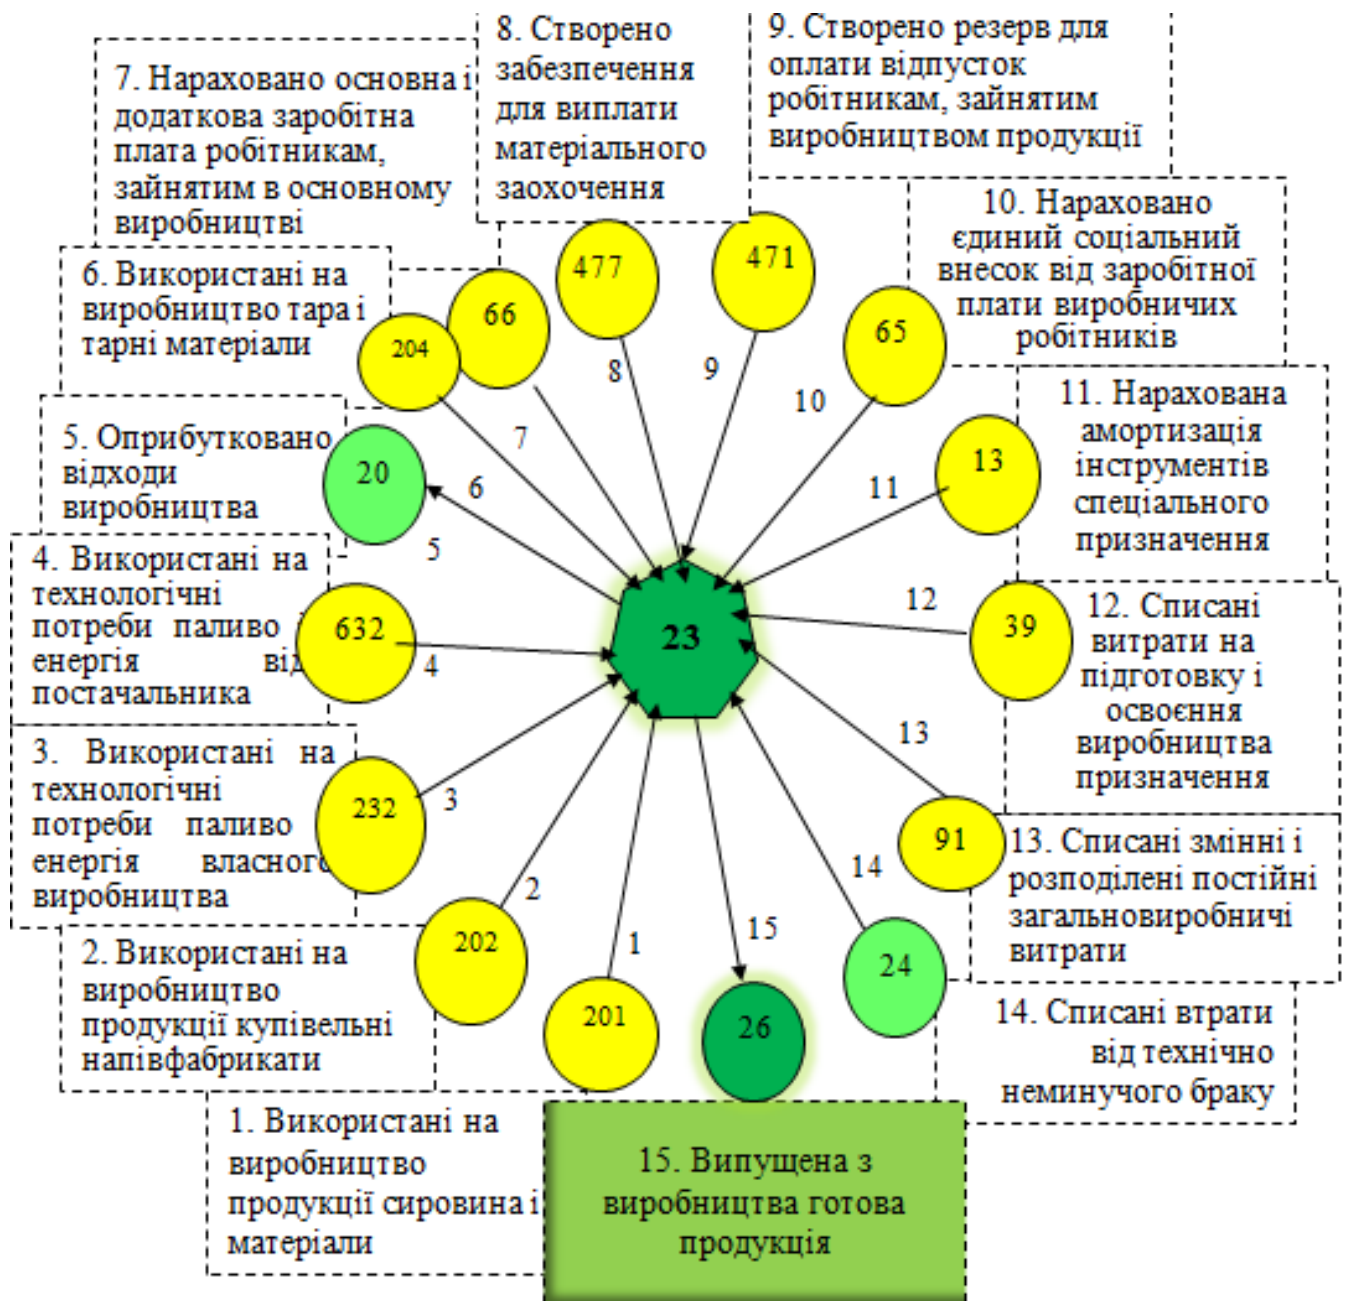 8. Створено
забезпечення
для виплати
матеріального
заохочення
9. Створено резерв для
оплати відпусток
робітникам, зайнятим
виробництвом продукції
7. Нараховано основна і
додаткова заробітна
плата робітникам,
зайнятим в основному
виробництві
10. Нараховано
єдиний соціальний
внесок від заробітної
плати виробничих
робітників
6. Використані на
виробництво тара і
тарні матеріали
11. Нарахована
амортизація
інструментів
спеціального
призначення
5. Оприбутковано
відходи
виробництва
4. Використані на
технологічні
потреби паливо
енергія від
постачальника
12. Списані
витрати на
підготовку і
освоєння
виробництва
призначення
3. Використані на
технологічні
потреби паливо
енергія власного
виробництва
13. Списані змінні і
розподілені постійні
загальновиробничі
витрати
2. Використані на
виробництво
продукції купівельні
напівфабрикати
14. Списані втрати
від технічно
неминучого браку
1. Використані на
виробництво
продукції сировина і
матеріали
15. Випущена з
виробництва готова
продукція
477
471
66
65
204
20
13
632
23
39
232
91
202
24
201
26
8
9
10
7
6
11
5
12
4
13
3
14
2
1
15